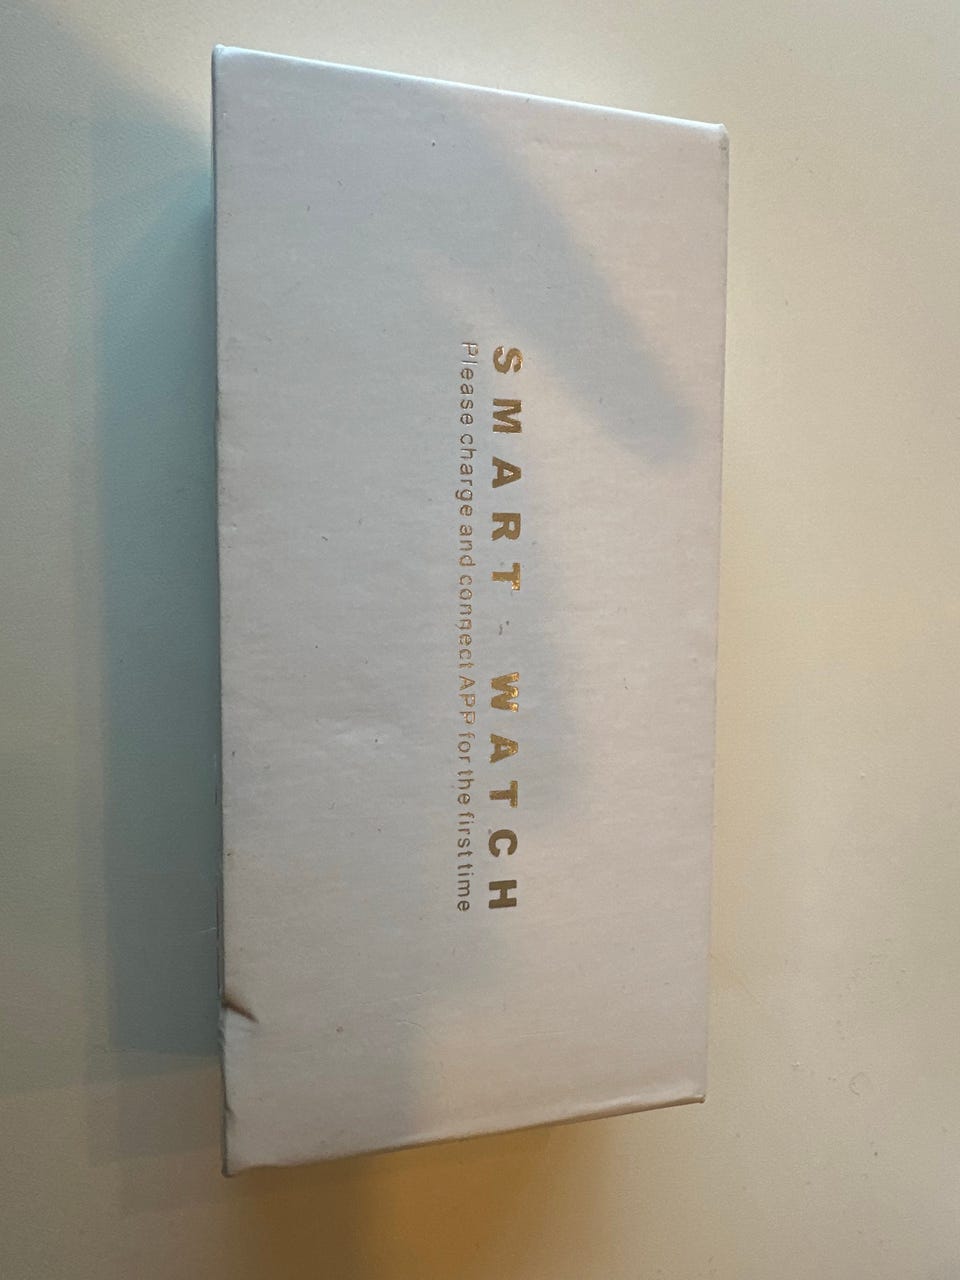 SMART WATCH
Please charge and connect APP for the first time